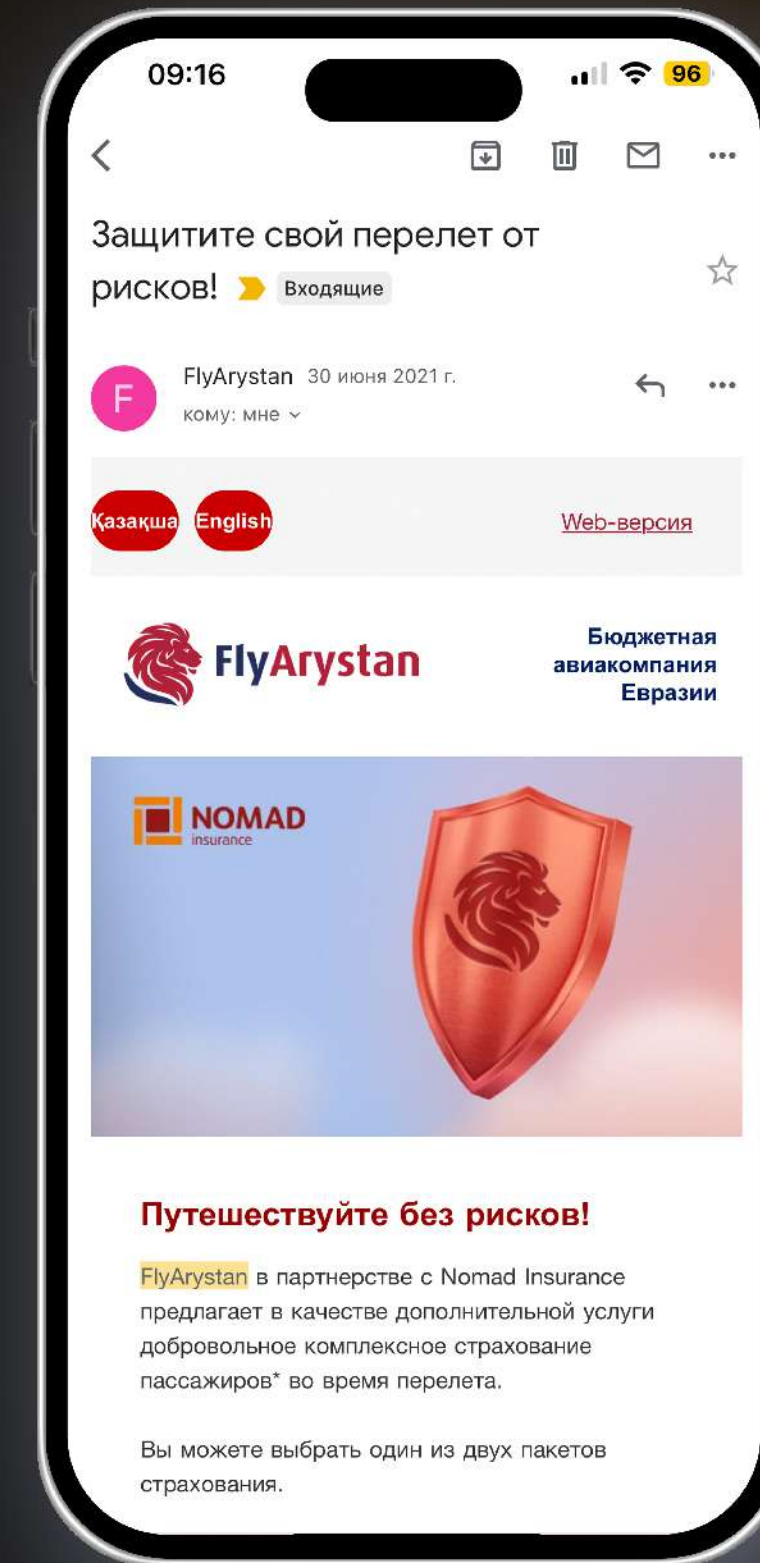 09:16
96
Защитите свой перелет от
рисков! Входящие
F
FlyArystan 30 июня 2021 г.
кому: мне
Қазақша English Web-версия
FlyArystan
Бюджетная
авиакомпания
Евразии
NOMAD
insurance
Путешествуйте без рисков!
FlyArystan в партнерстве с Nomad Insurance
предлагает в качестве дополнительной услуги
добровольное комплексное страхование
пассажиров* во время перелета.
Вы можете выбрать один из двух пакетов
страхования.